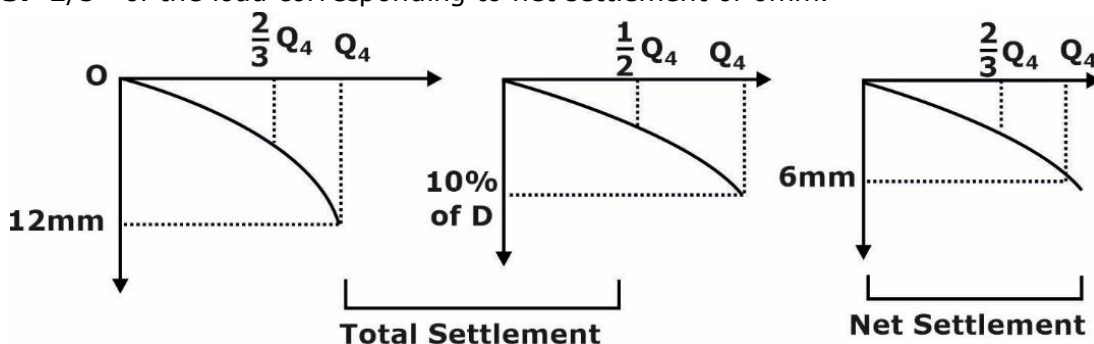 2/3 of the load corresponding to net settlement of 6mm.
2/3 Q₄ Q₄
1/2 Q₄ Q₄
2/3 Q₄ Q₄
O
10%
of D
6mm
12mm
Total Settlement
Net Settlement